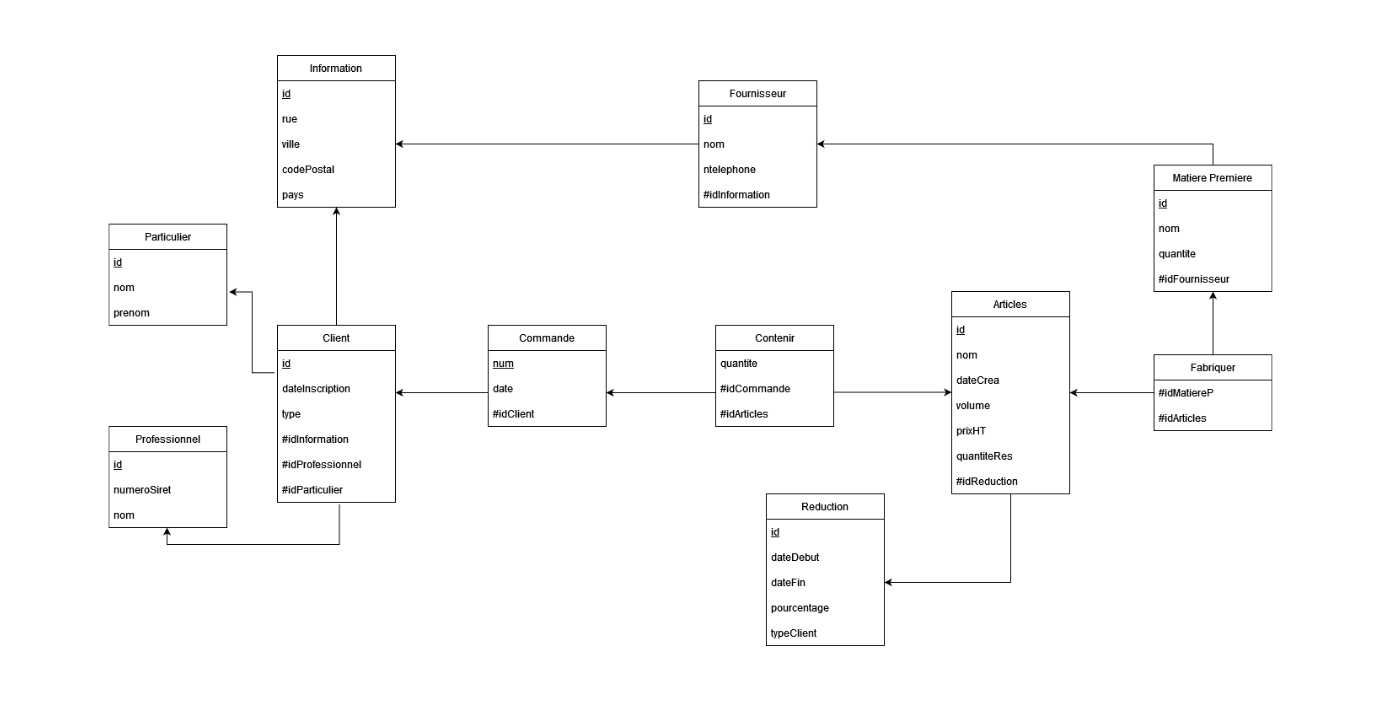 Information
id
rue
ville
codePostal
pays
Fournisseur
id
nom
ntelephone
#idInformation
Matiere Premiere
id
nom
quantite
#idFournisseur
Particulier
id
nom
prenom
Client
id
dateInscription
type
#idInformation
#idProfessionnel
#idParticulier
Commande
num
date
#idClient
Contenir
quantite
#idCommande
#idArticles
Articles
id
nom
dateCrea
volume
prixHT
quantiteRes
#idReduction
Fabriquer
#idMatiereP
#idArticles
Professionnel
id
numeroSiret
nom
Reduction
id
dateDebut
dateFin
pourcentage
typeClient